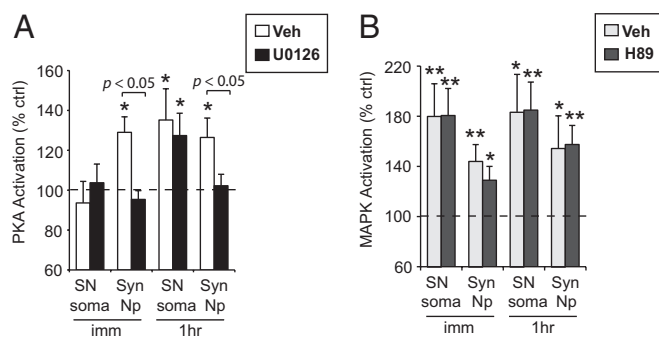 A
Veh
U0126
PKA Activation (% ctrl)
160
140
120
100
80
60
p < 0.05
p < 0.05
*
*
*
*
SN soma
Syn Np
SN soma
Syn Np
imm
1hr
B
Veh
H89
MAPK Activation (% ctrl)
220
180
140
100
60
**
**
**
*
*
**
*
**
SN soma
Syn Np
SN soma
Syn Np
imm
1hr